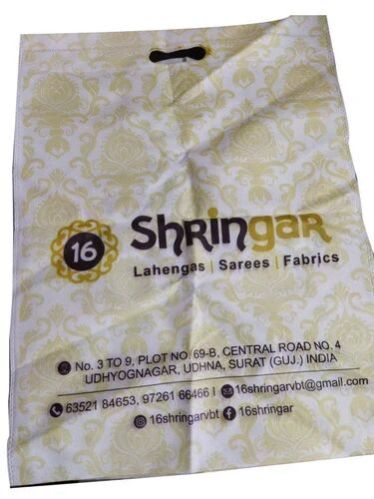 16
Shringar
Lahengas | Sarees | Fabrics
No. 3 TO 9, PLOT NO. 69-B, CENTRAL ROAD NO. 4
UDHYOGNAGAR, UDHNA, SURAT (GUJ.) INDIA
63521 84653, 97261 66466 | 16shringarvbt@gmail.com
16shringarvbt 16shringar